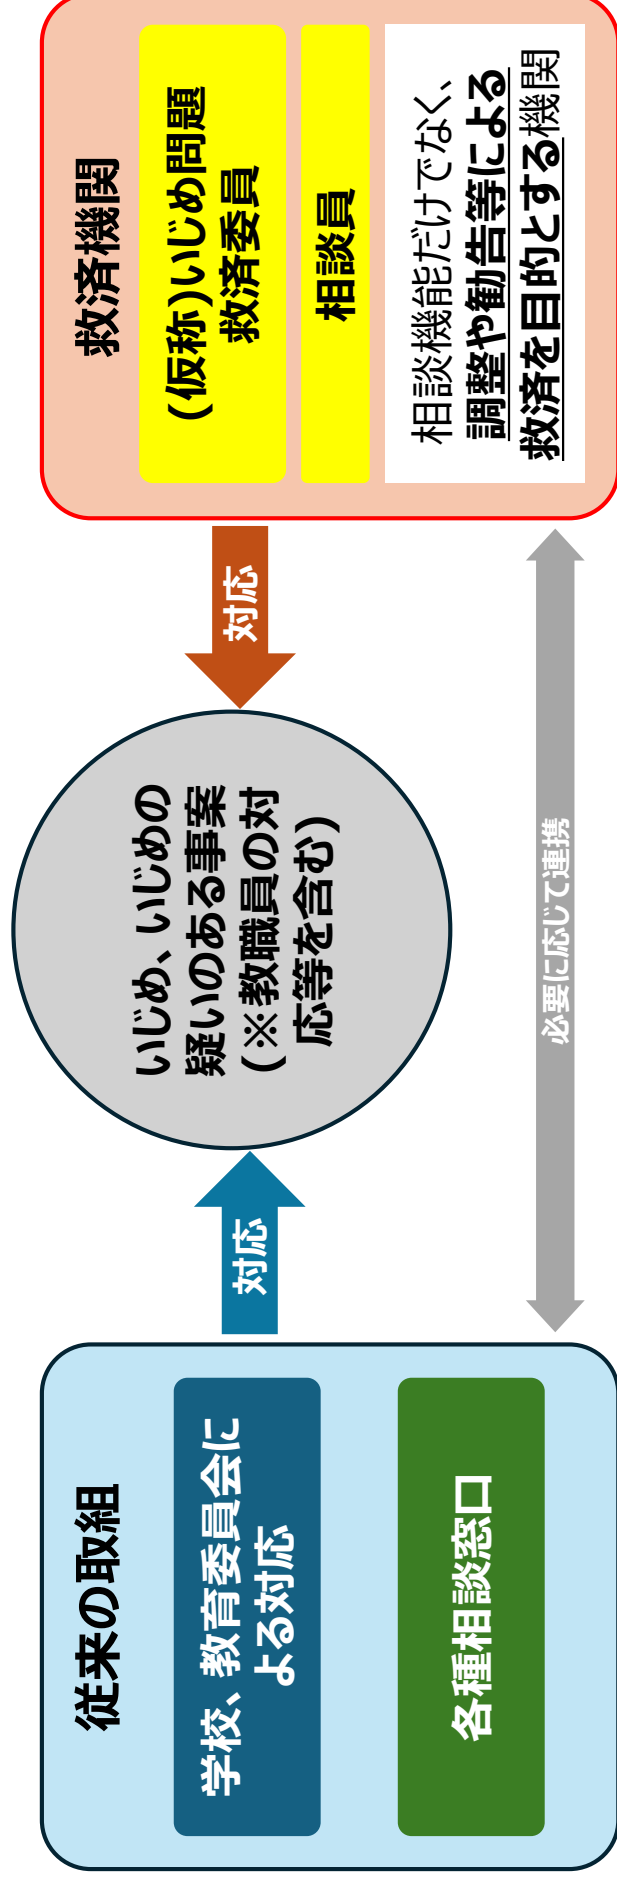 従来の取組
学校、教育委員会に
よる対応
各種相談窓口
対応
いじめ、いじめの
疑いのある事案
(※教職員の対
応等を含む)
対応
必要に応じて連携
救済機関
(仮称)いじめ問題
救済委員
相談員
相談機能だけでなく、
調整や勧告等による
救済を目的とする機関